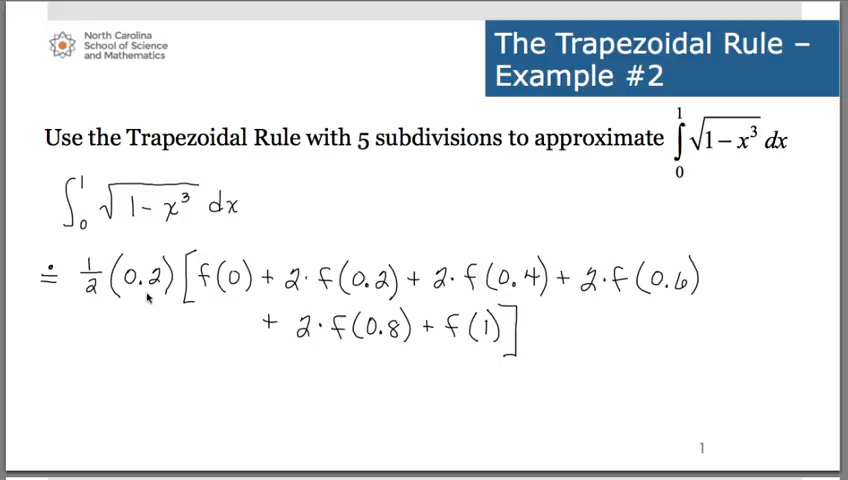 North Carolina
School of Science
and Mathematics
The Trapezoidal Rule –
Example #2
Use the Trapezoidal Rule with 5 subdivisions to approximate ∫₀¹ √(1 – x³) dx
∫₀¹ √(1 - x³) dx
≐ 1/2 (0.2) [f(0) + 2·f(0.2) + 2·f(0.4) + 2·f(0.6)
+ 2·f(0.8) + f(1)]
1